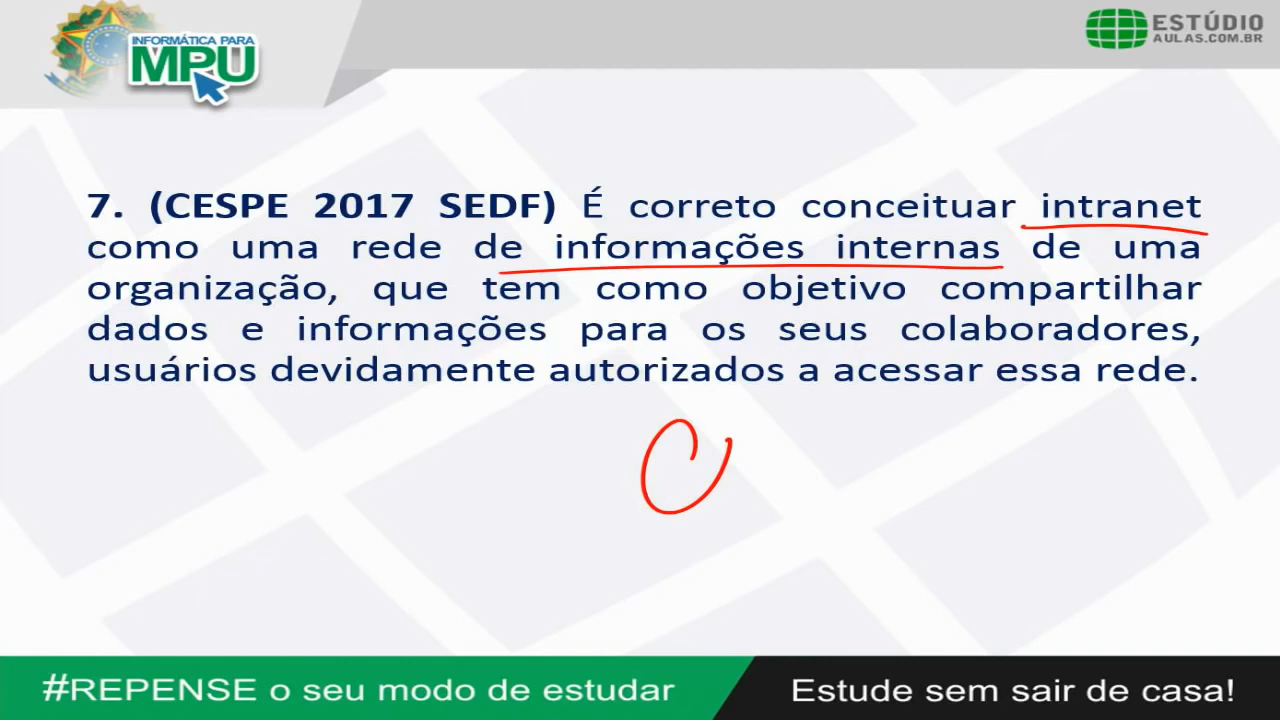 INFORMÁTICA PARA
MPU
ESTÚDIO
AULAS.COM.BR
7. (CESPE 2017 SEDF) É correto conceituar intranet
como uma rede de informações internas de uma
organização, que tem como objetivo compartilhar
dados e informações para os seus colaboradores,
usuários devidamente autorizados a acessar essa rede.
C
#REPENSE o seu modo de estudar
Estude sem sair de casa!